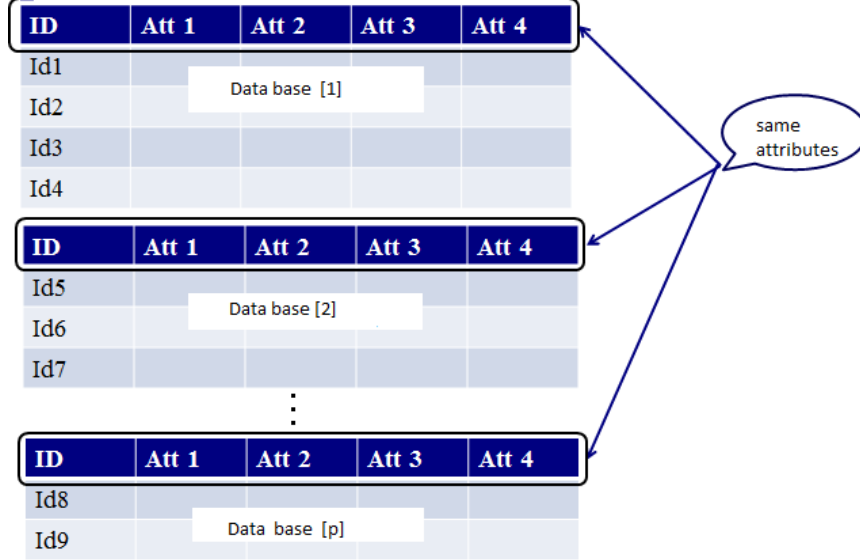 ID Att 1 Att 2 Att 3 Att 4
Id1
Data base [1]
Id2
Id3
Id4
same
attributes
ID Att 1 Att 2 Att 3 Att 4
Id5
Data base [2]
Id6
Id7
ID Att 1 Att 2 Att 3 Att 4
Id8
Data base [p]
Id9